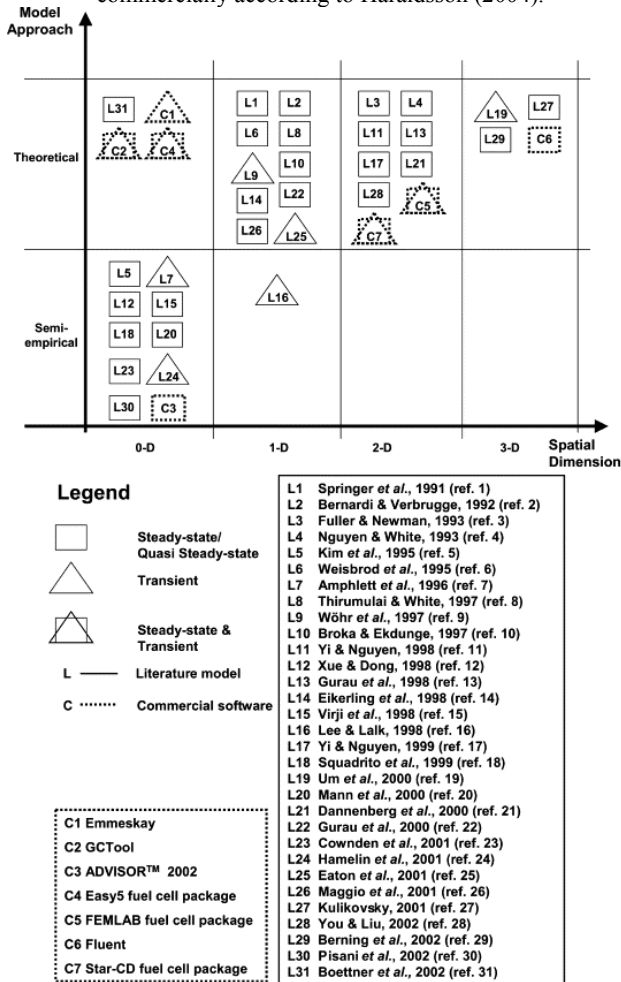 commercially according to Haraldsson (2004).
Model
Approach
L31 C1 L1 L2 L3 L4 L19 L27
C2 C4 L6 L8 L11 L13 L29 C6
Theoretical
L9 L10 L17 L21
L14 L22 L28 C5
L26 L25 C7
L5 L7 L16
L12 L15
Semi-
empirical
L18 L20
L23 L24
L30 C3
0-D 1-D 2-D 3-D Spatial
Dimension
Legend
Steady-state/
Quasi Steady-state
Transient
Steady-state &
Transient
L Literature model
C Commercial software
C1 Emmeskay
C2 GCTool
C3 ADVISOR™ 2002
C4 Easy5 fuel cell package
C5 FEMLAB fuel cell package
C6 Fluent
C7 Star-CD fuel cell package
L1 Springer et al., 1991 (ref. 1)
L2 Bernardi & Verbrugge, 1992 (ref. 2)
L3 Fuller & Newman, 1993 (ref. 3)
L4 Nguyen & White, 1993 (ref. 4)
L5 Kim et al., 1995 (ref. 5)
L6 Weisbrod et al., 1995 (ref. 6)
L7 Amphlett et al., 1996 (ref. 7)
L8 Thirumulai & White, 1997 (ref. 8)
L9 Wöhr et al., 1997 (ref. 9)
L10 Broka & Ekdunge, 1997 (ref. 10)
L11 Yi & Nguyen, 1998 (ref. 11)
L12 Xue & Dong, 1998 (ref. 12)
L13 Gurau et al., 1998 (ref. 13)
L14 Eikerling et al., 1998 (ref. 14)
L15 Virji et al., 1998 (ref. 15)
L16 Lee & Lalk, 1998 (ref. 16)
L17 Yi & Nguyen, 1999 (ref. 17)
L18 Squadrito et al., 1999 (ref. 18)
L19 Um et al., 2000 (ref. 19)
L20 Mann et al., 2000 (ref. 20)
L21 Dannenberg et al., 2000 (ref. 21)
L22 Gurau et al., 2000 (ref. 22)
L23 Cownden et al., 2001 (ref. 23)
L24 Hamelin et al., 2001 (ref. 24)
L25 Eaton et al., 2001 (ref. 25)
L26 Maggio et al., 2001 (ref. 26)
L27 Kulikovsky, 2001 (ref. 27)
L28 You & Liu, 2002 (ref. 28)
L29 Berning et al., 2002 (ref. 29)
L30 Pisani et al., 2002 (ref. 30)
L31 Boettner et al., 2002 (ref. 31)